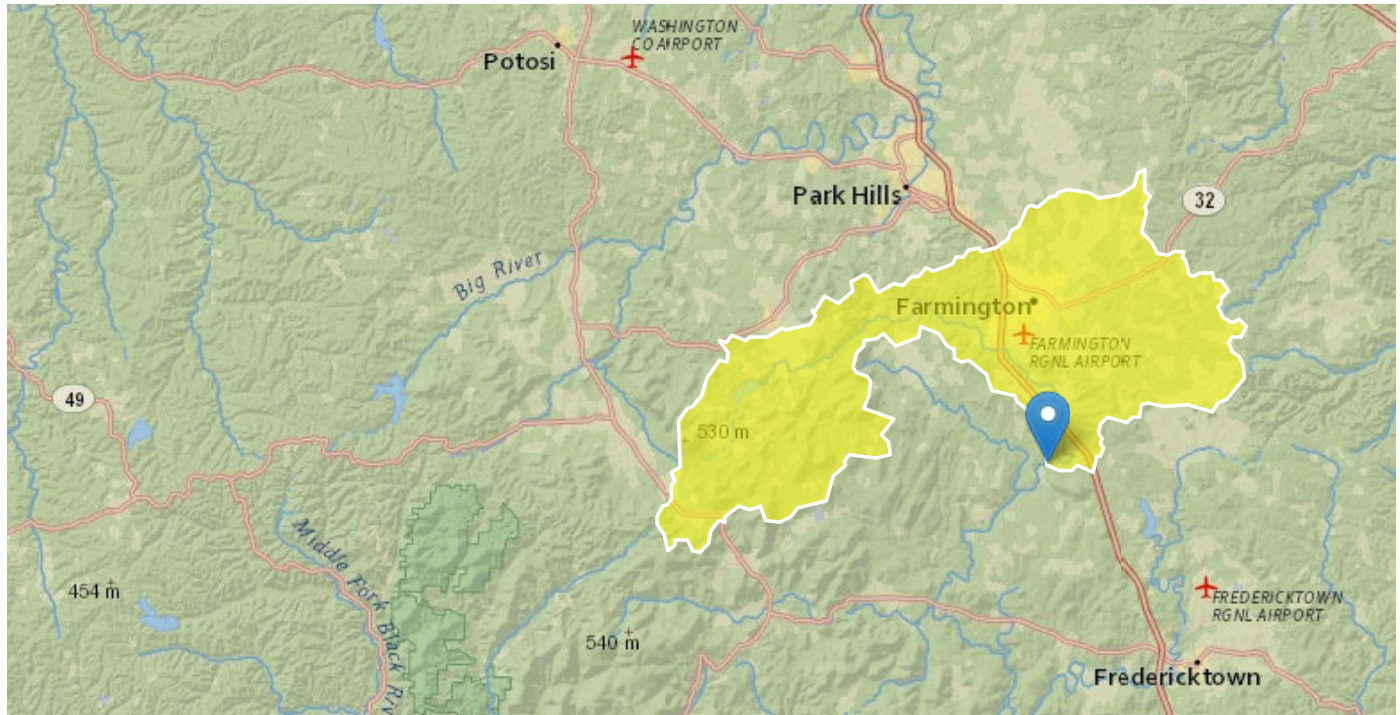 WASHINGTON
CO AIRPORT
Potosi
Park Hills
32
Big River
Farmington
FARMINGTON
RGNL AIRPORT
49
530 m
Middle Fork Black Riv
454 m
FREDERICKTOWN
RGNL AIRPORT
540 m
Fredericktown